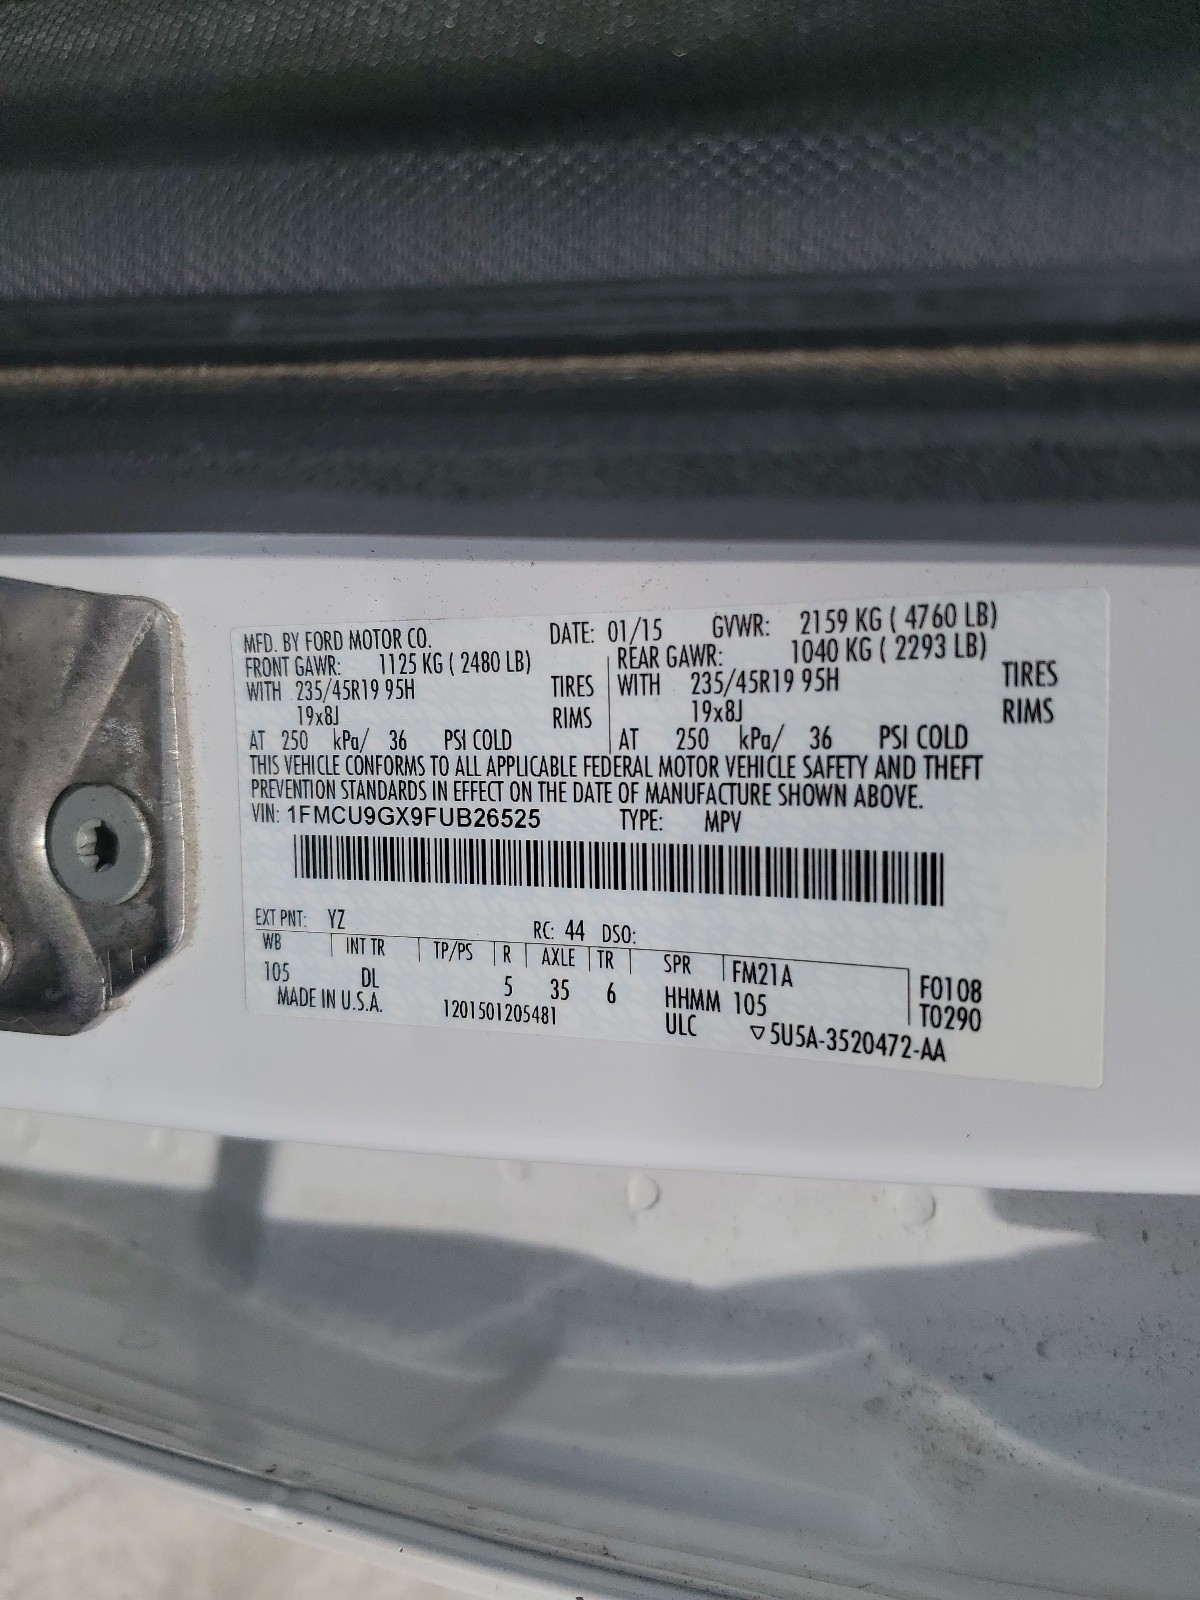 MFD. BY FORD MOTOR CO. DATE: 01/15 GVWR: 2159 KG ( 4760 LB)
FRONT GAWR: 1125 KG ( 2480 LB) REAR GAWR: 1040 KG ( 2293 LB)
WITH 235/45R19 95H TIRES WITH 235/45R19 95H TIRES
19x8J RIMS 19x8J RIMS
AT 250 kPa/ 36 PSI COLD AT 250 kPa/ 36 PSI COLD
THIS VEHICLE CONFORMS TO ALL APPLICABLE FEDERAL MOTOR VEHICLE SAFETY AND THEFT
PREVENTION STANDARDS IN EFFECT ON THE DATE OF MANUFACTURE SHOWN ABOVE.
VIN: 1FMCU9GX9FUB26525 TYPE: MPV
EXT PNT: YZ RC: 44 DSO:
WB INT TR TP/PS R AXLE TR SPR FM21A F0108
105 DL 5 35 6 HHMM 105 T0290
MADE IN U.S.A. 1201501205481 ULC ▽5U5A-3520472-AA